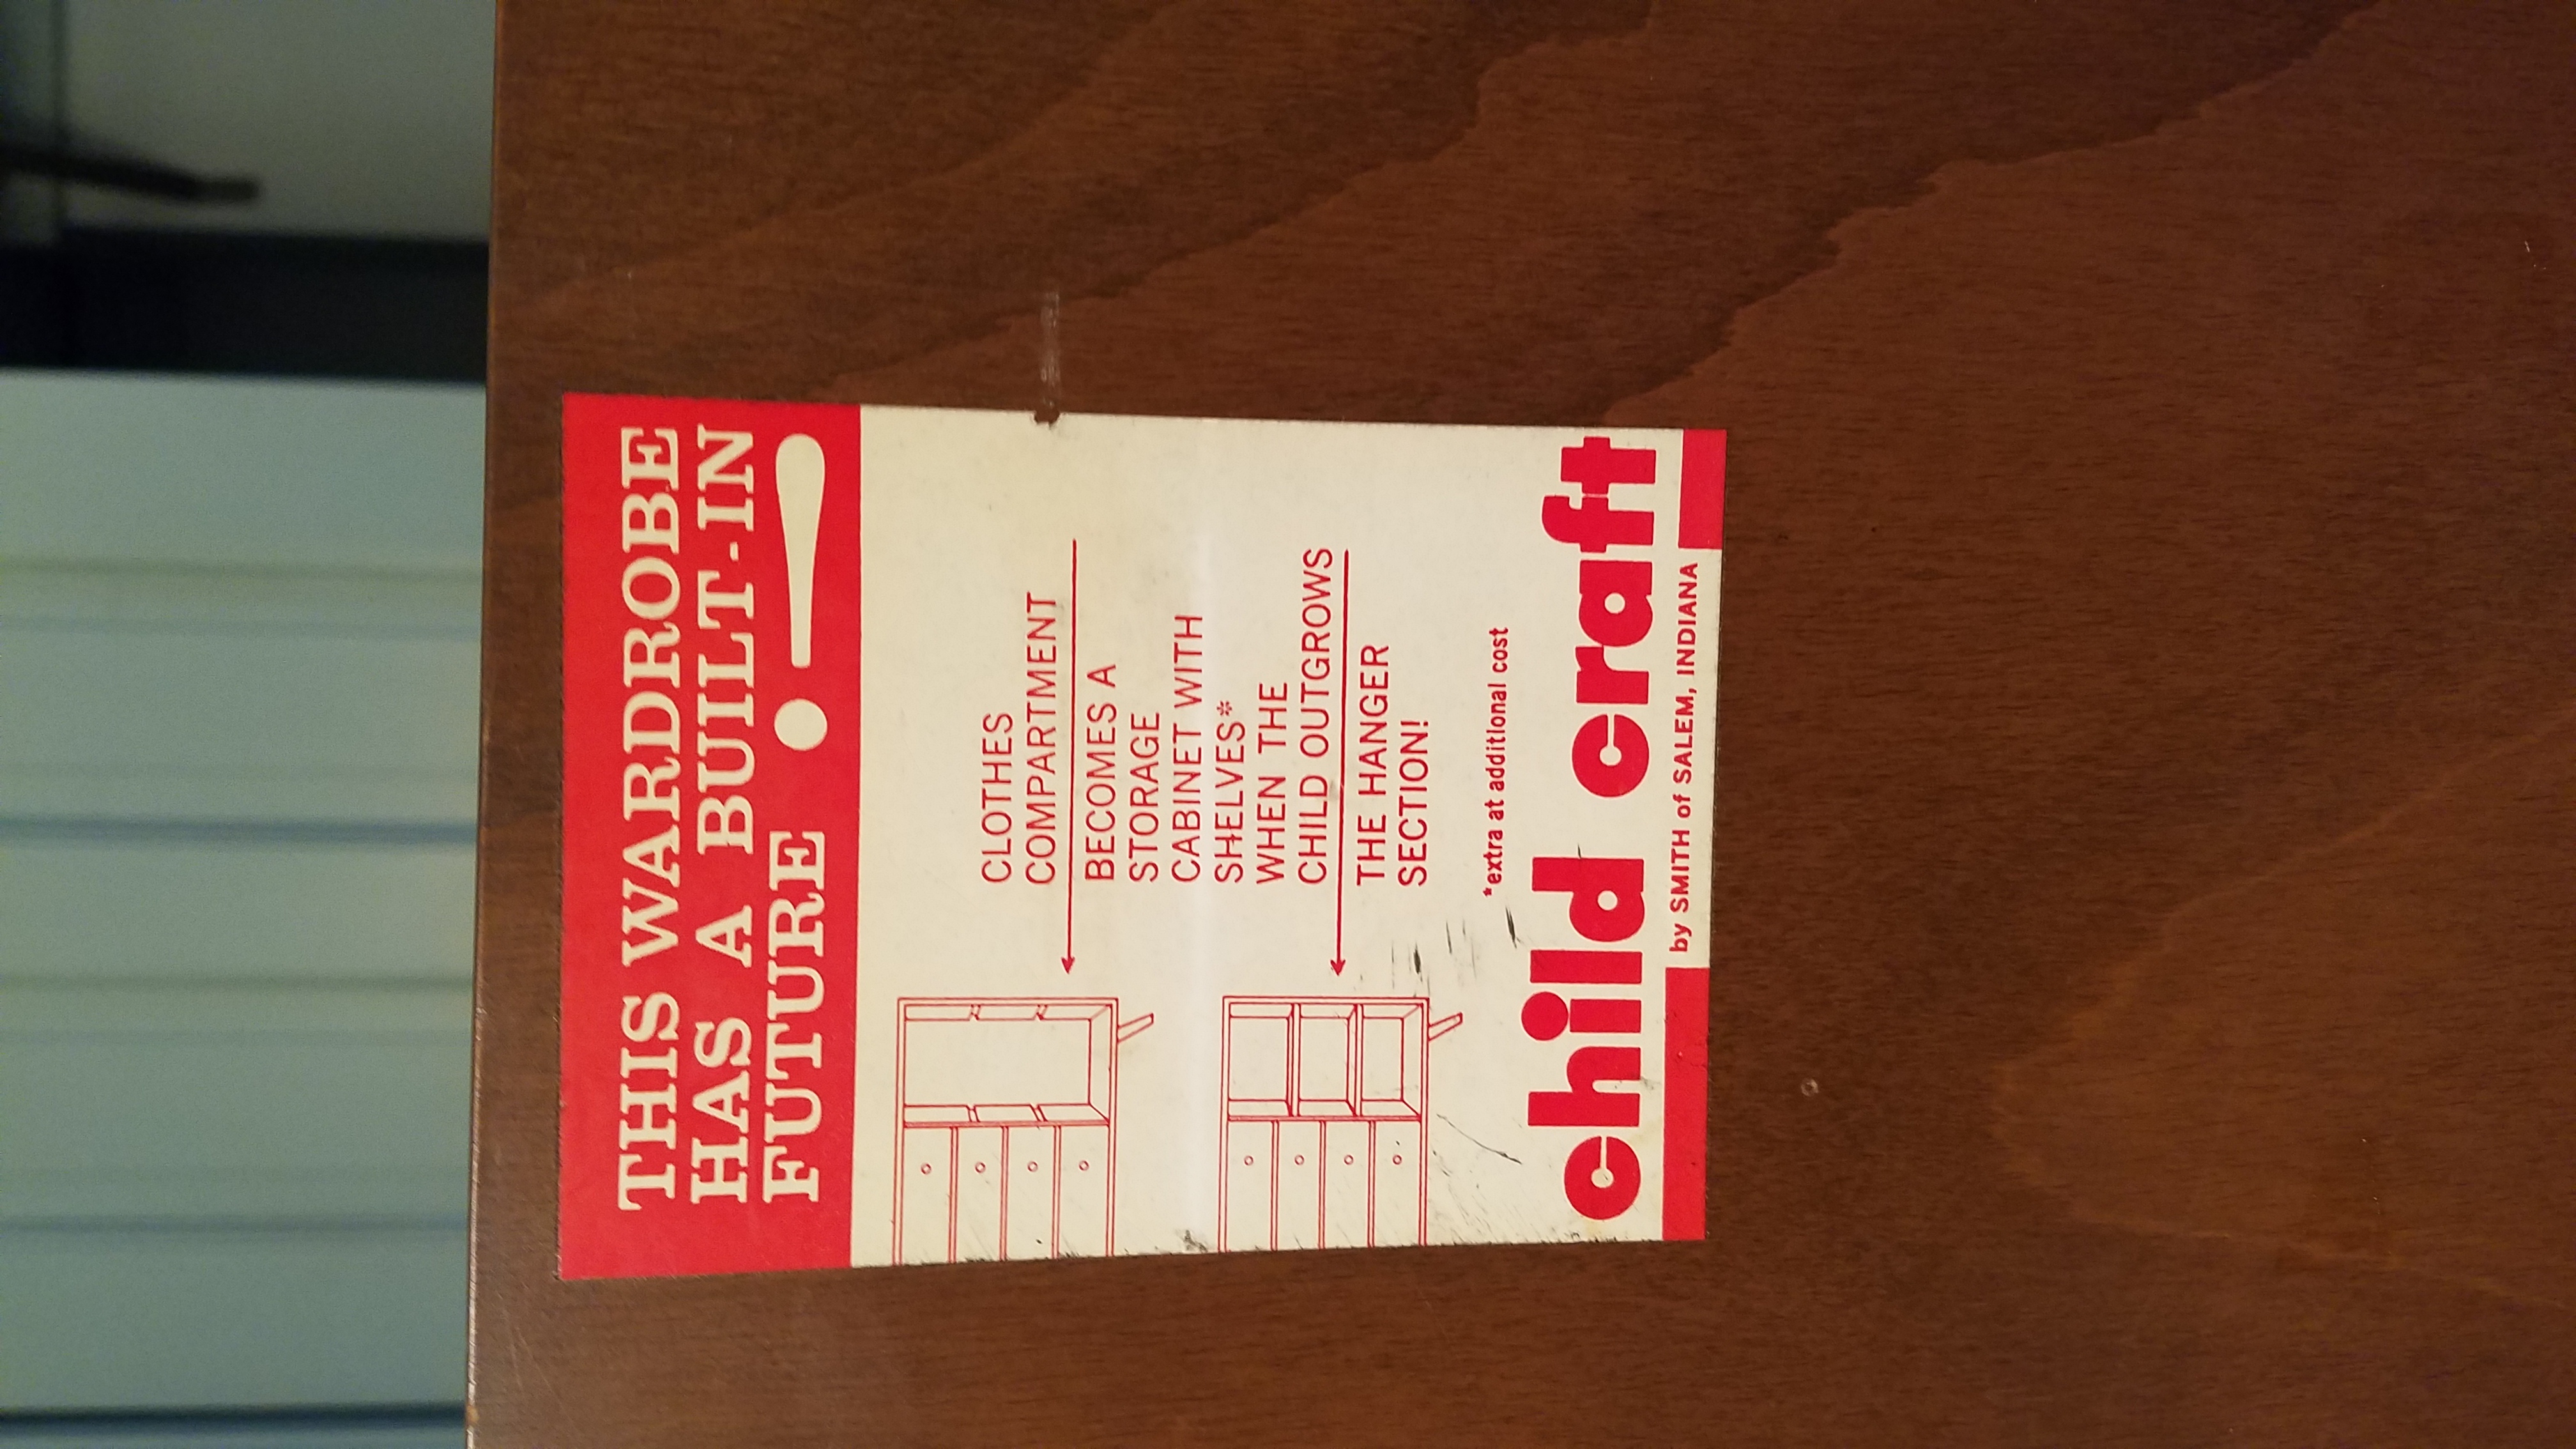 THIS WARDROBE
HAS A BUILT-IN
FUTURE!
CLOTHES
COMPARTMENT
BECOMES A
STORAGE
CABINET WITH
SHELVES*
WHEN THE
CHILD OUTGROWS
THE HANGER
SECTION!
*extra at additional cost
child craft
by SMITH of SALEM, INDIANA